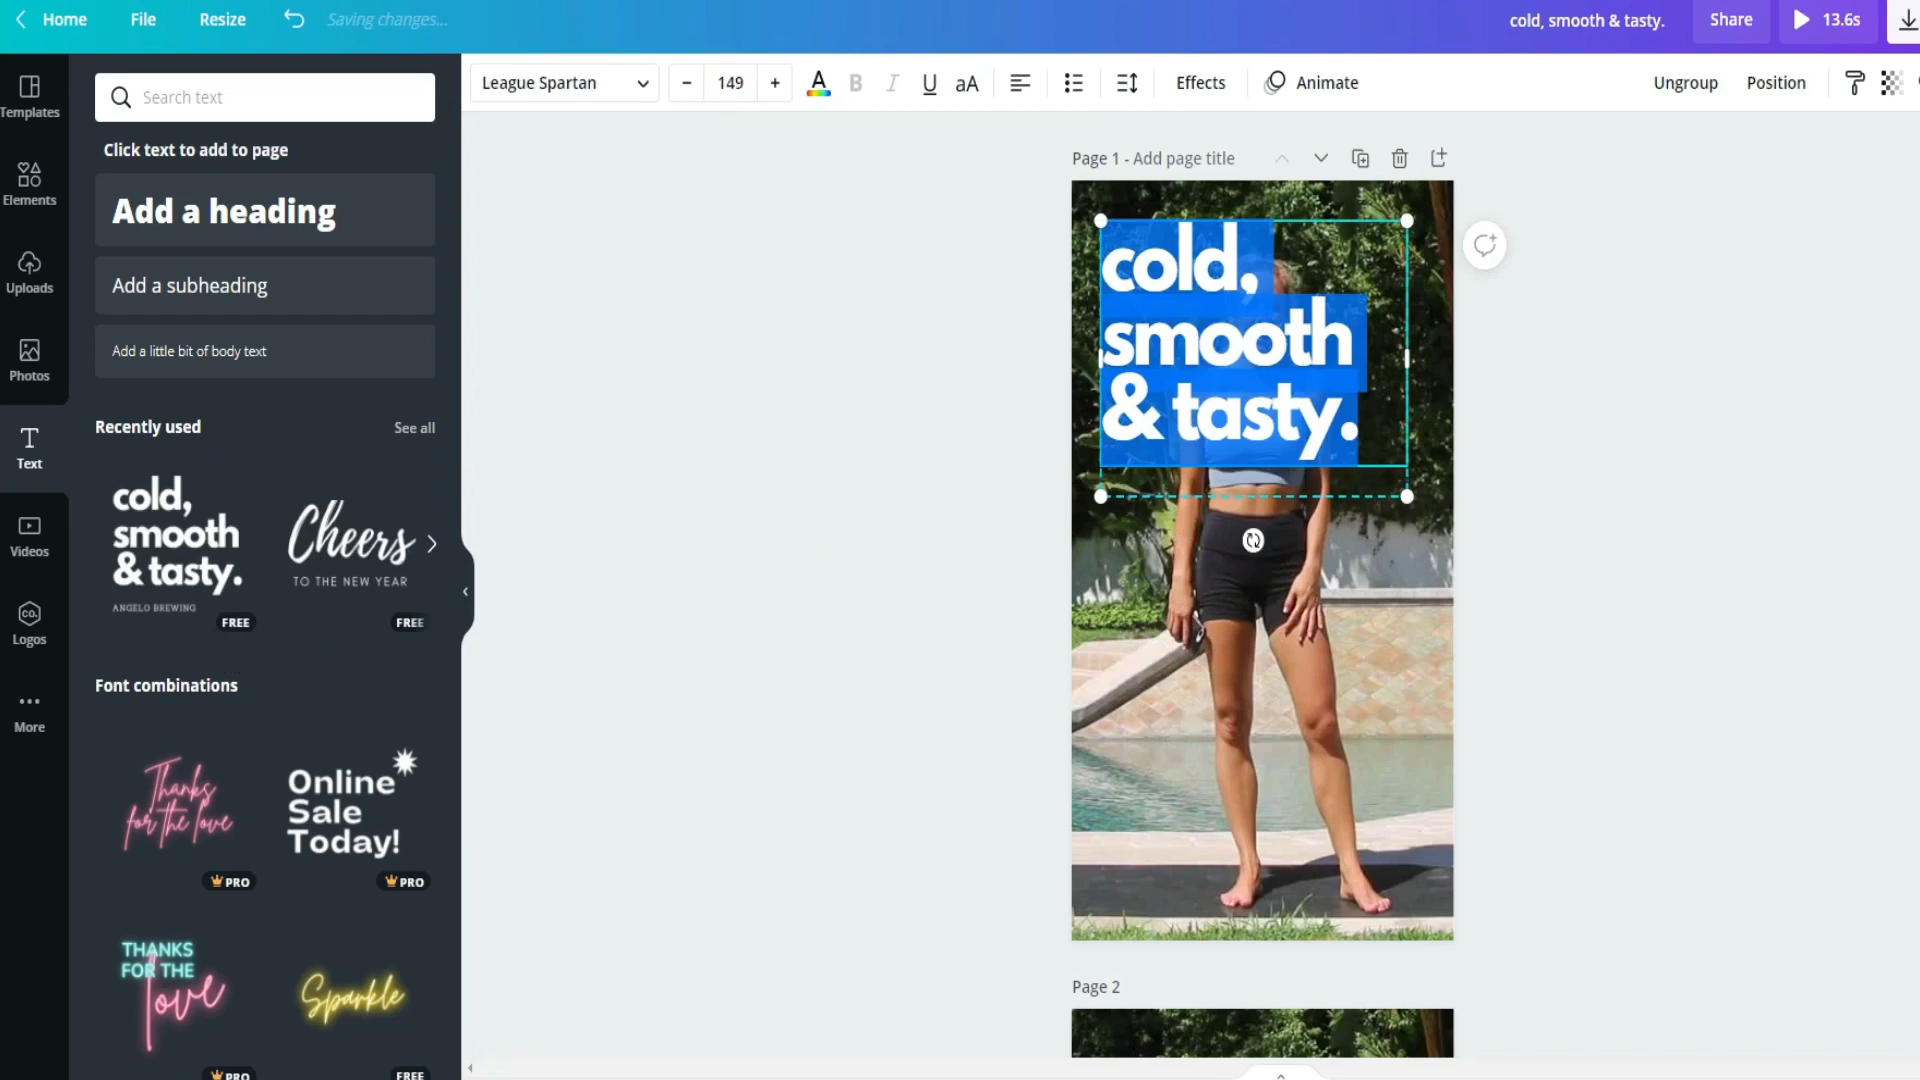 Home File Resize Saving changes... cold, smooth & tasty. Share 13.6s
League Spartan - 149 + A B I U aA Effects Animate Ungroup Position
Templates
Elements
Uploads
Photos
Text
Videos
CO.
Logos
More
Search text
Click text to add to page
Add a heading
Add a subheading
Add a little bit of body text
Recently used See all
cold,
smooth
& tasty.
ANGELO BREWING
FREE
Cheers
TO THE NEW YEAR
FREE
Font combinations
Thanks
for the love
PRO
Online
Sale
Today!
PRO
THANKS
FOR THE
love
PRO
Sparkle
FREE
Page 1 - Add page title
cold,
smooth
& tasty.
Page 2